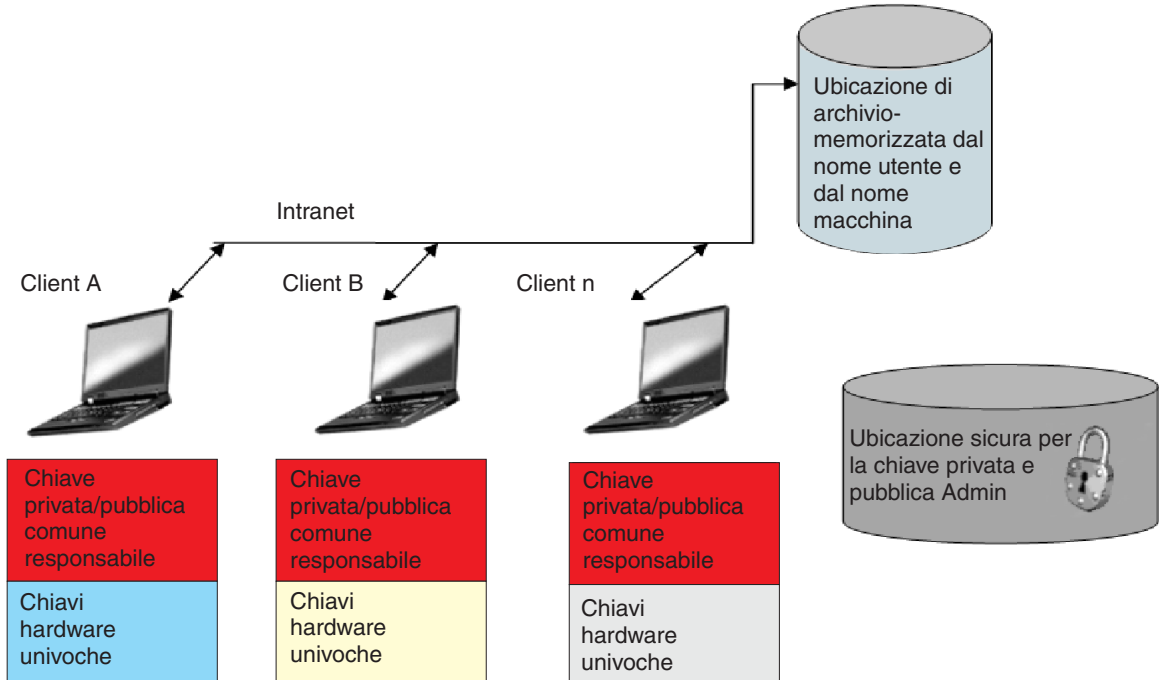 Ubicazione di
archivio-
memorizzata dal
nome utente e
dal nome
macchina
Intranet
Client A
Client B
Client n
Ubicazione sicura per
la chiave privata e
pubblica Admin
Chiave
privata/pubblica
comune
responsabile
Chiavi
hardware
univoche
Chiave
privata/pubblica
comune
responsabile
Chiavi
hardware
univoche
Chiave
privata/pubblica
comune
responsabile
Chiavi
hardware
univoche